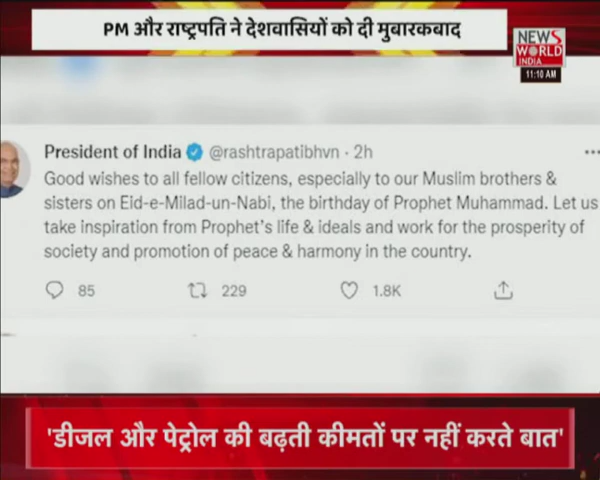 PM और राष्ट्रपति ने देशवासियों को दी मुबारकबाद
NEWS
WORLD
INDIA
11:10 AM
President of India @rashtrapatibhvn · 2h
Good wishes to all fellow citizens, especially to our Muslim brothers &
sisters on Eid-e-Milad-un-Nabi, the birthday of Prophet Muhammad. Let us
take inspiration from Prophet's life & ideals and work for the prosperity of
society and promotion of peace & harmony in the country.
85 229 1.8K
'डीजल और पेट्रोल की बढ़ती कीमतों पर नहीं करते बात'